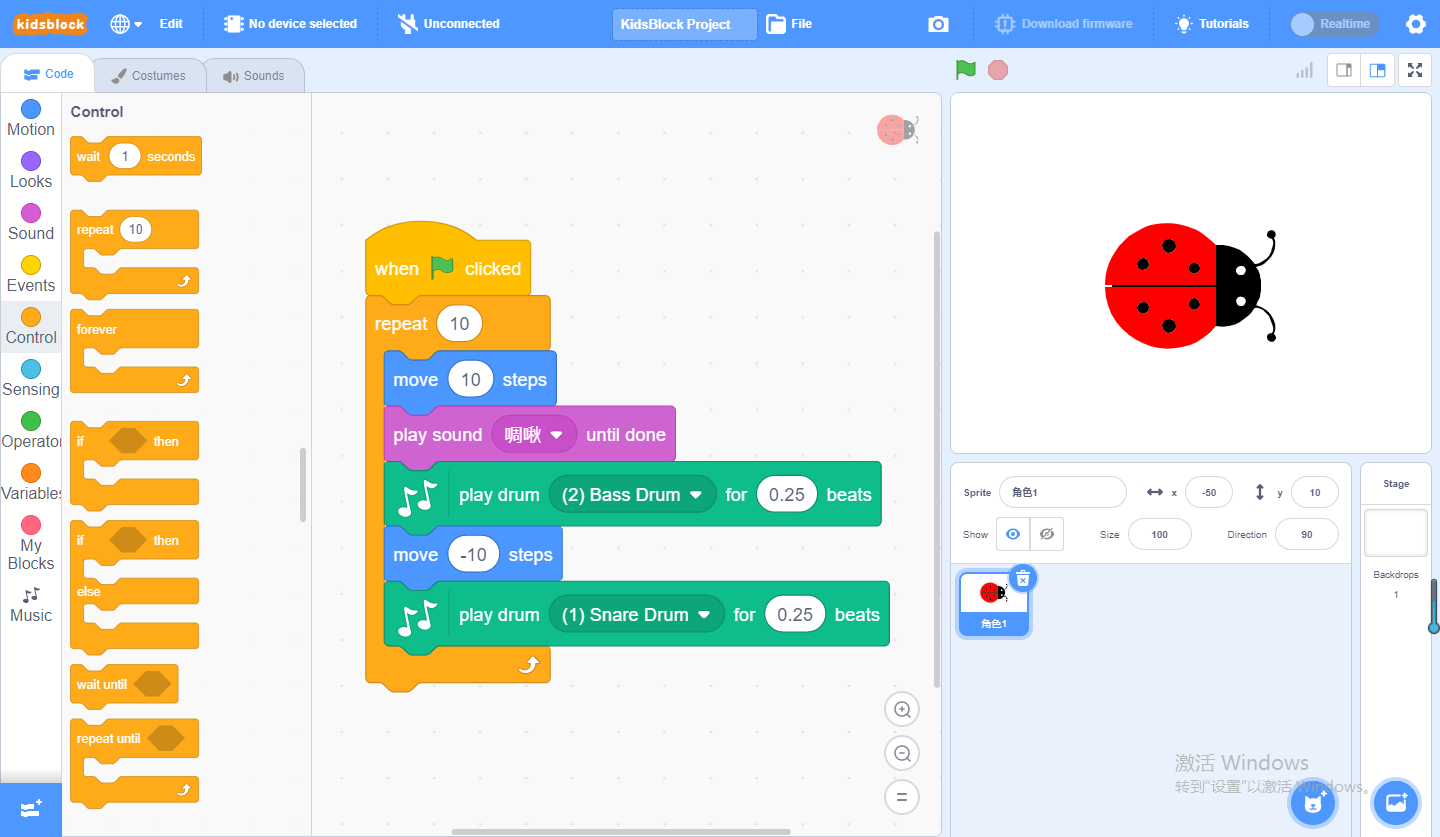 kidsblock Edit No device selected Unconnected KidsBlock Project File Download firmware Tutorials Realtime
Code Costumes Sounds
Motion
Looks
Sound
Events
Control
Sensing
Operator
Variables
My
Blocks
Music
Control
wait 1 seconds
repeat 10
forever
if then
if then
else
wait until
repeat until
when clicked
repeat 10
move 10 steps
play sound 啁啾 until done
play drum (2) Bass Drum for 0.25 beats
move -10 steps
play drum (1) Snare Drum for 0.25 beats
Sprite 角色1 x -50 y 10
Show Size 100 Direction 90
角色1
Stage
Backdrops
1
激活 Windows
转到“设置”以激活 Windows。